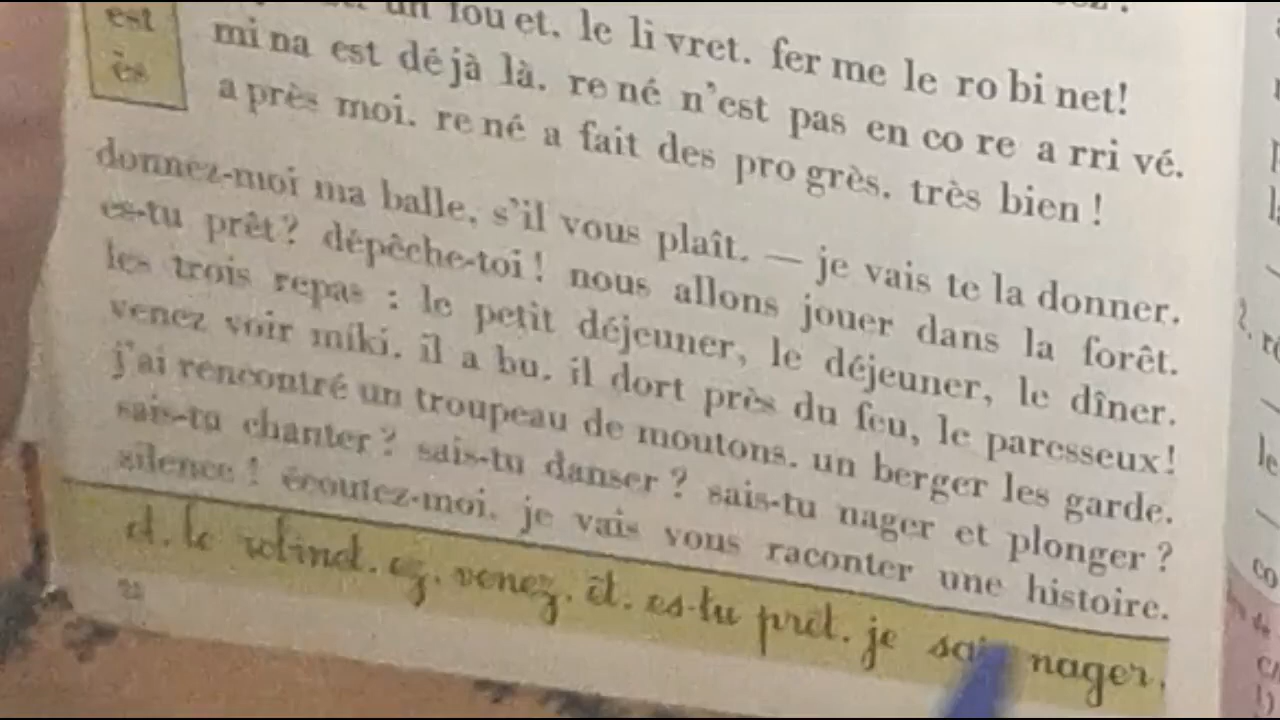 est
ès
un fouet. le li vret. fer me le ro bi net!
mi na est dé jà là. re né n'est pas en co re a rri vé.
a près moi. re né a fait des pro grès. très bien !
donnez-moi ma balle, s'il vous plaît. — je vais te la donner.
es-tu prêt? dépêche-toi! nous allons jouer dans la forêt.
les trois repas : le petit déjeuner, le déjeuner, le dîner.
venez voir miki. il a bu. il dort près du feu, le paresseux!
j'ai rencontré un troupeau de moutons. un berger les garde.
sais-tu chanter? sais-tu danser? sais-tu nager et plonger?
silence! écoutez-moi. je vais vous raconter une histoire.
et. le robinet. ez. venez. êt. es-tu prêt. je nager.